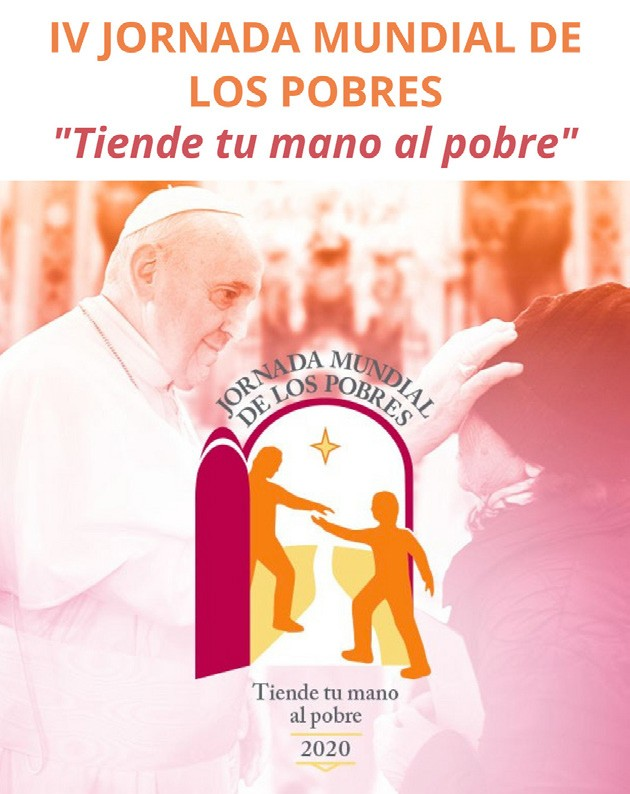 IV JORNADA MUNDIAL DE
LOS POBRES
"Tiende tu mano al pobre"
JORNADA MUNDIAL
DE LOS POBRES
Tiende tu mano
al pobre
2020